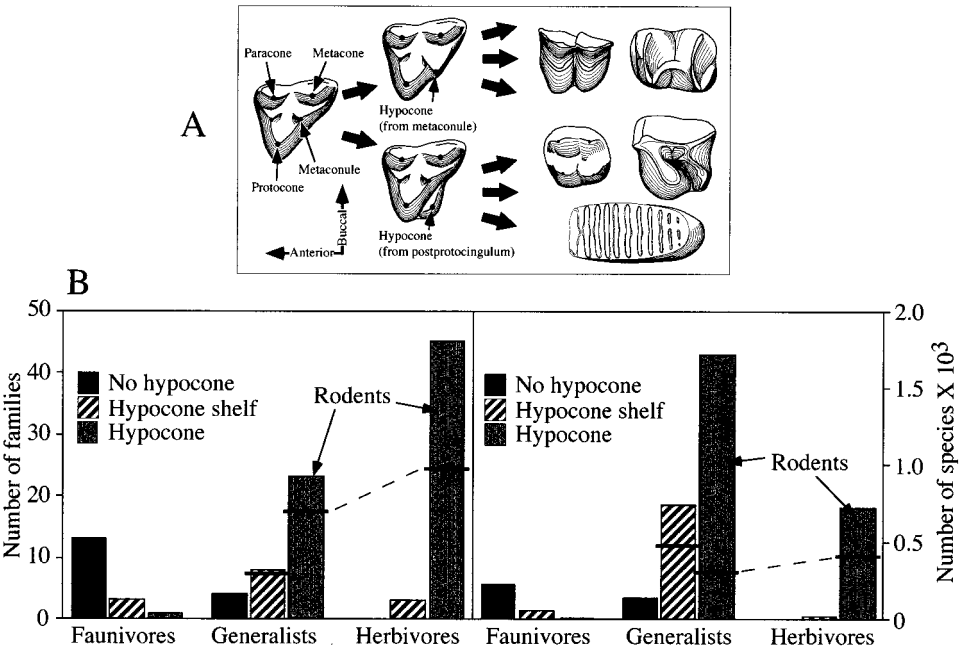 A
Paracone
Metacone
Metaconule
Protocone
Buccal
Anterior
Hypocone
(from metaconule)
Hypocone
(from postprotocingulum)
B
Number of families
50
40
30
20
10
0
No hypocone
Hypocone shelf
Hypocone
Rodents
Faunivores
Generalists
Herbivores
No hypocone
Hypocone shelf
Hypocone
Rodents
Faunivores
Generalists
Herbivores
2.0
1.5
1.0
0.5
0
Number of species X 10³